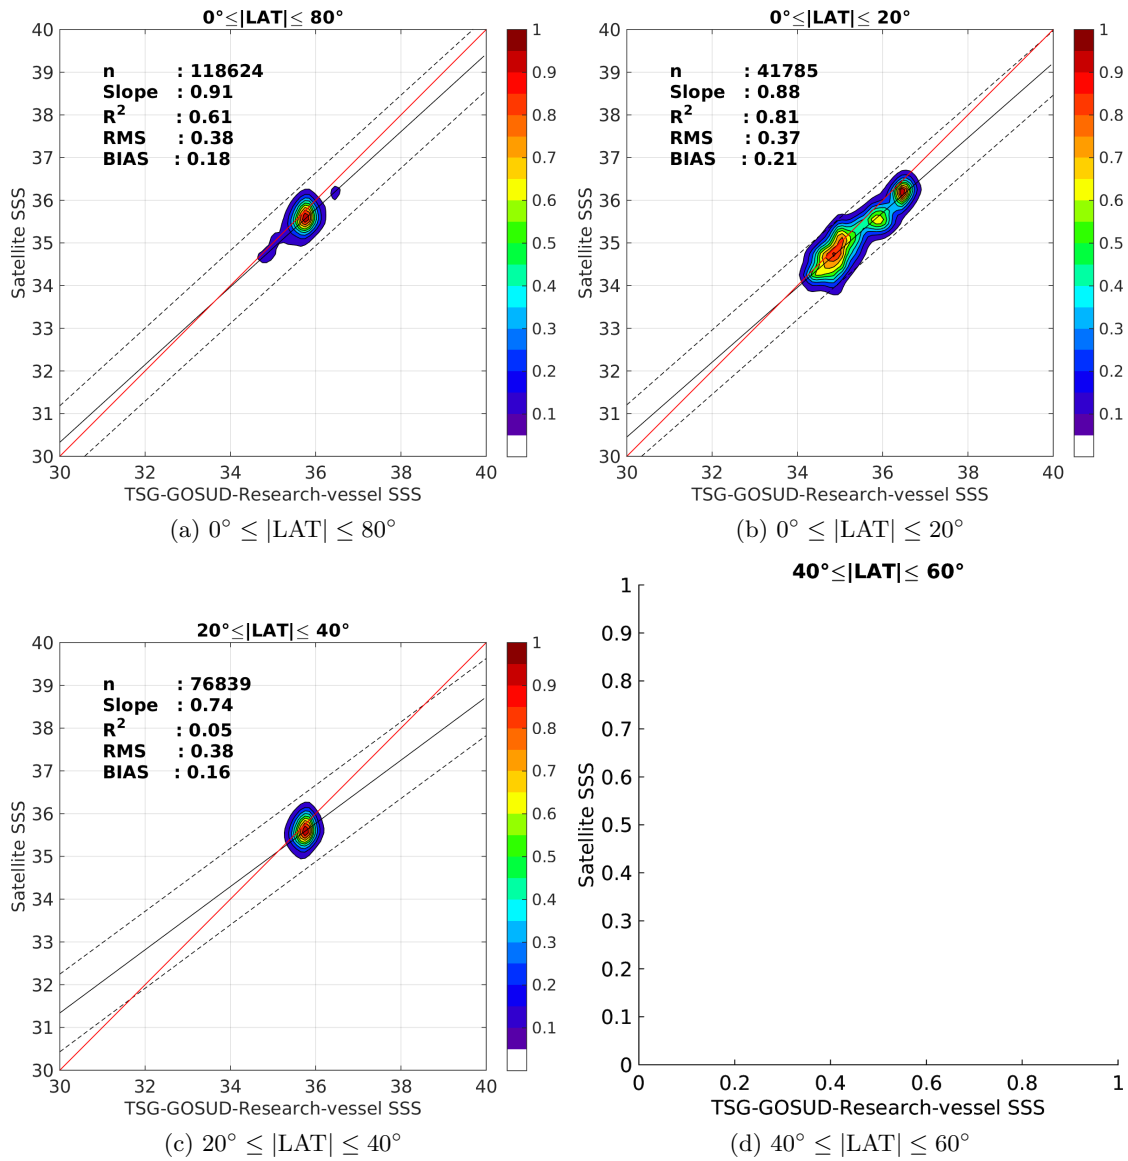 0°≤|LAT|≤ 80°
40
39
38
37
36
35
34
33
32
31
30
Satellite SSS
n : 118624
Slope : 0.91
R² : 0.61
RMS : 0.38
BIAS : 0.18
30 32 34 36 38 40
TSG-GOSUD-Research-vessel SSS
1
0.9
0.8
0.7
0.6
0.5
0.4
0.3
0.2
0.1
(a) 0° ≤ |LAT| ≤ 80°
0°≤|LAT|≤ 20°
40
39
38
37
36
35
34
33
32
31
30
Satellite SSS
n : 41785
Slope : 0.88
R² : 0.81
RMS : 0.37
BIAS : 0.21
30 32 34 36 38 40
TSG-GOSUD-Research-vessel SSS
1
0.9
0.8
0.7
0.6
0.5
0.4
0.3
0.2
0.1
(b) 0° ≤ |LAT| ≤ 20°
20°≤|LAT|≤ 40°
40
39
38
37
36
35
34
33
32
31
30
Satellite SSS
n : 76839
Slope : 0.74
R² : 0.05
RMS : 0.38
BIAS : 0.16
30 32 34 36 38 40
TSG-GOSUD-Research-vessel SSS
1
0.9
0.8
0.7
0.6
0.5
0.4
0.3
0.2
0.1
(c) 20° ≤ |LAT| ≤ 40°
40°≤|LAT|≤ 60°
1
0.9
0.8
0.7
0.6
0.5
0.4
0.3
0.2
0.1
0
Satellite SSS
0 0.2 0.4 0.6 0.8 1
TSG-GOSUD-Research-vessel SSS
(d) 40° ≤ |LAT| ≤ 60°